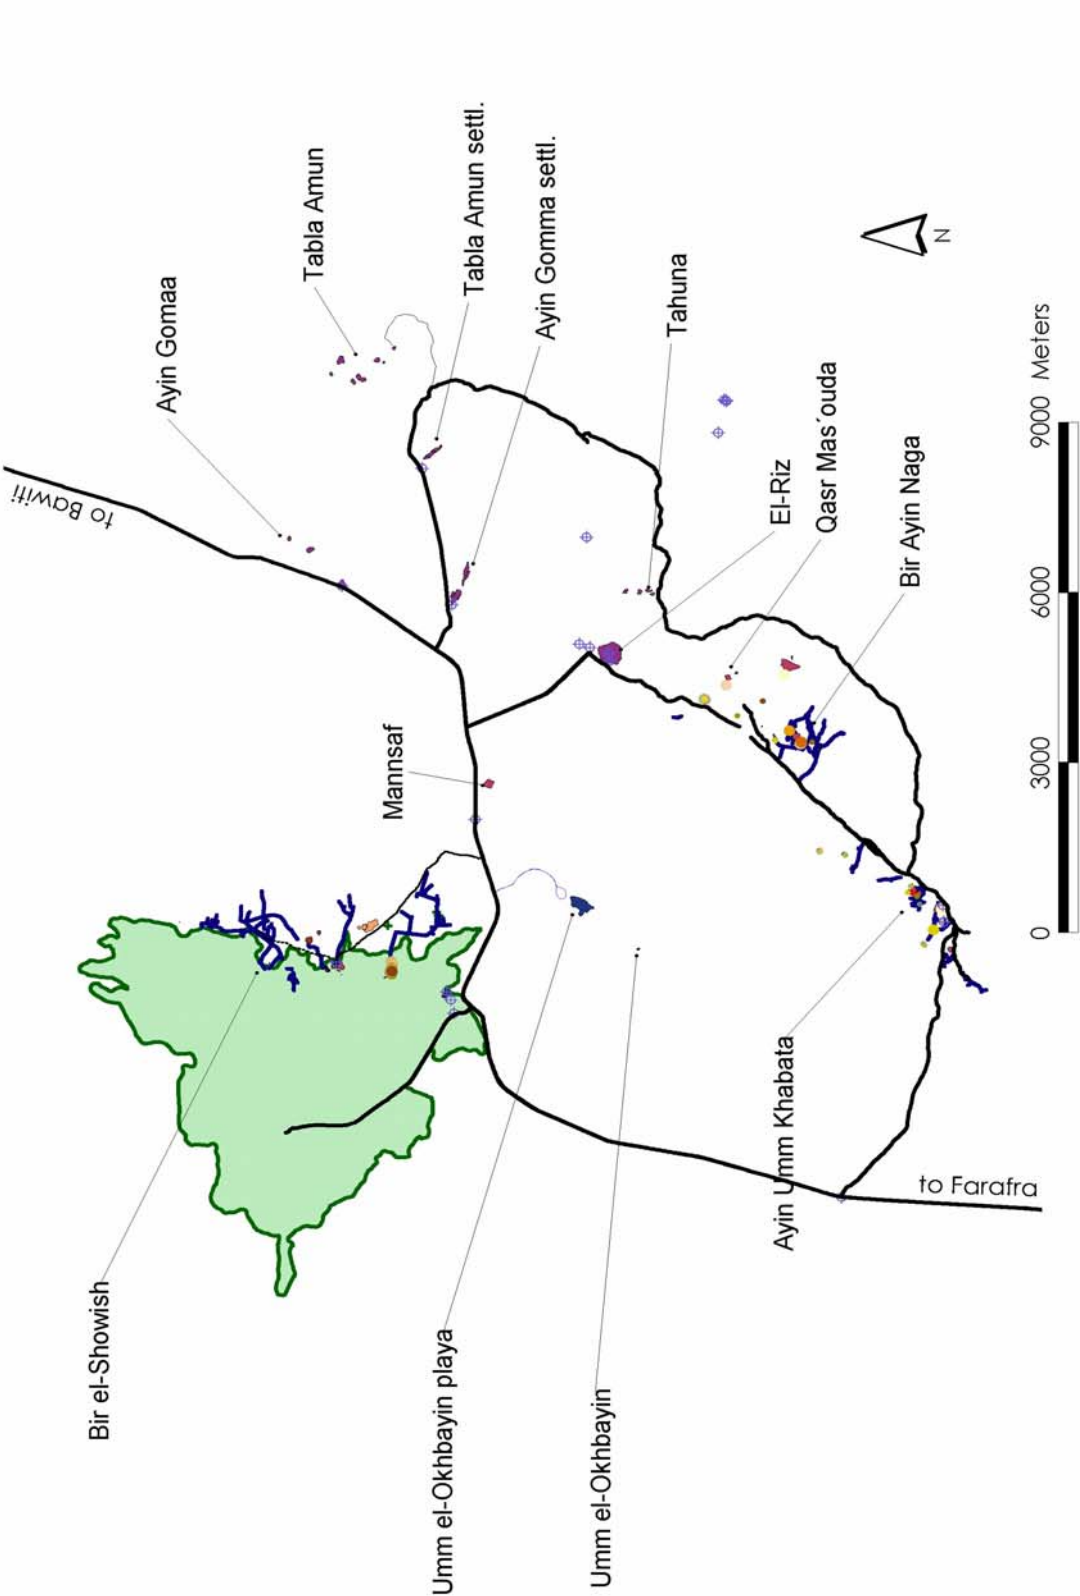 to Bawiti
Ayin Gomaa
Tabla Amun
Tabla Amun settl.
Ayin Gomma settl.
Tahuna
El-Riz
Qasr Mas´ouda
Bir Ayin Naga
Mannsaf
Bir el-Showish
Umm el-Okhbayin playa
Umm el-Okhbayin
Ayin Umm Khabata
to Farafra
N
0 3000 6000 9000 Meters